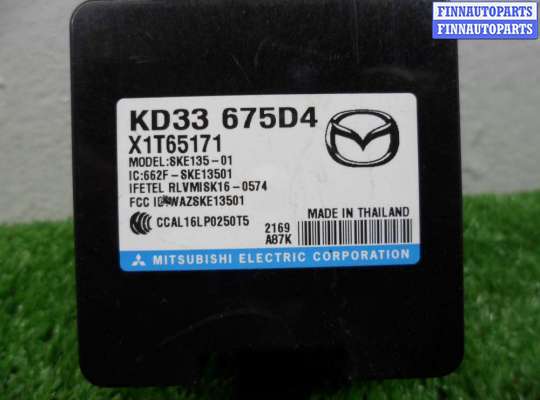 FINNAUTOPARTS
FINNAUTOPARTS
KD33 675D4
X1T65171
MODEL:SKE135-01
IC:662F-SKE13501
IFETEL RLVMISK16-0574
FCC ID:WAZSKE13501
CCAL16LP0250T5
2169
A87K
MADE IN THAILAND
MITSUBISHI ELECTRIC CORPORATION